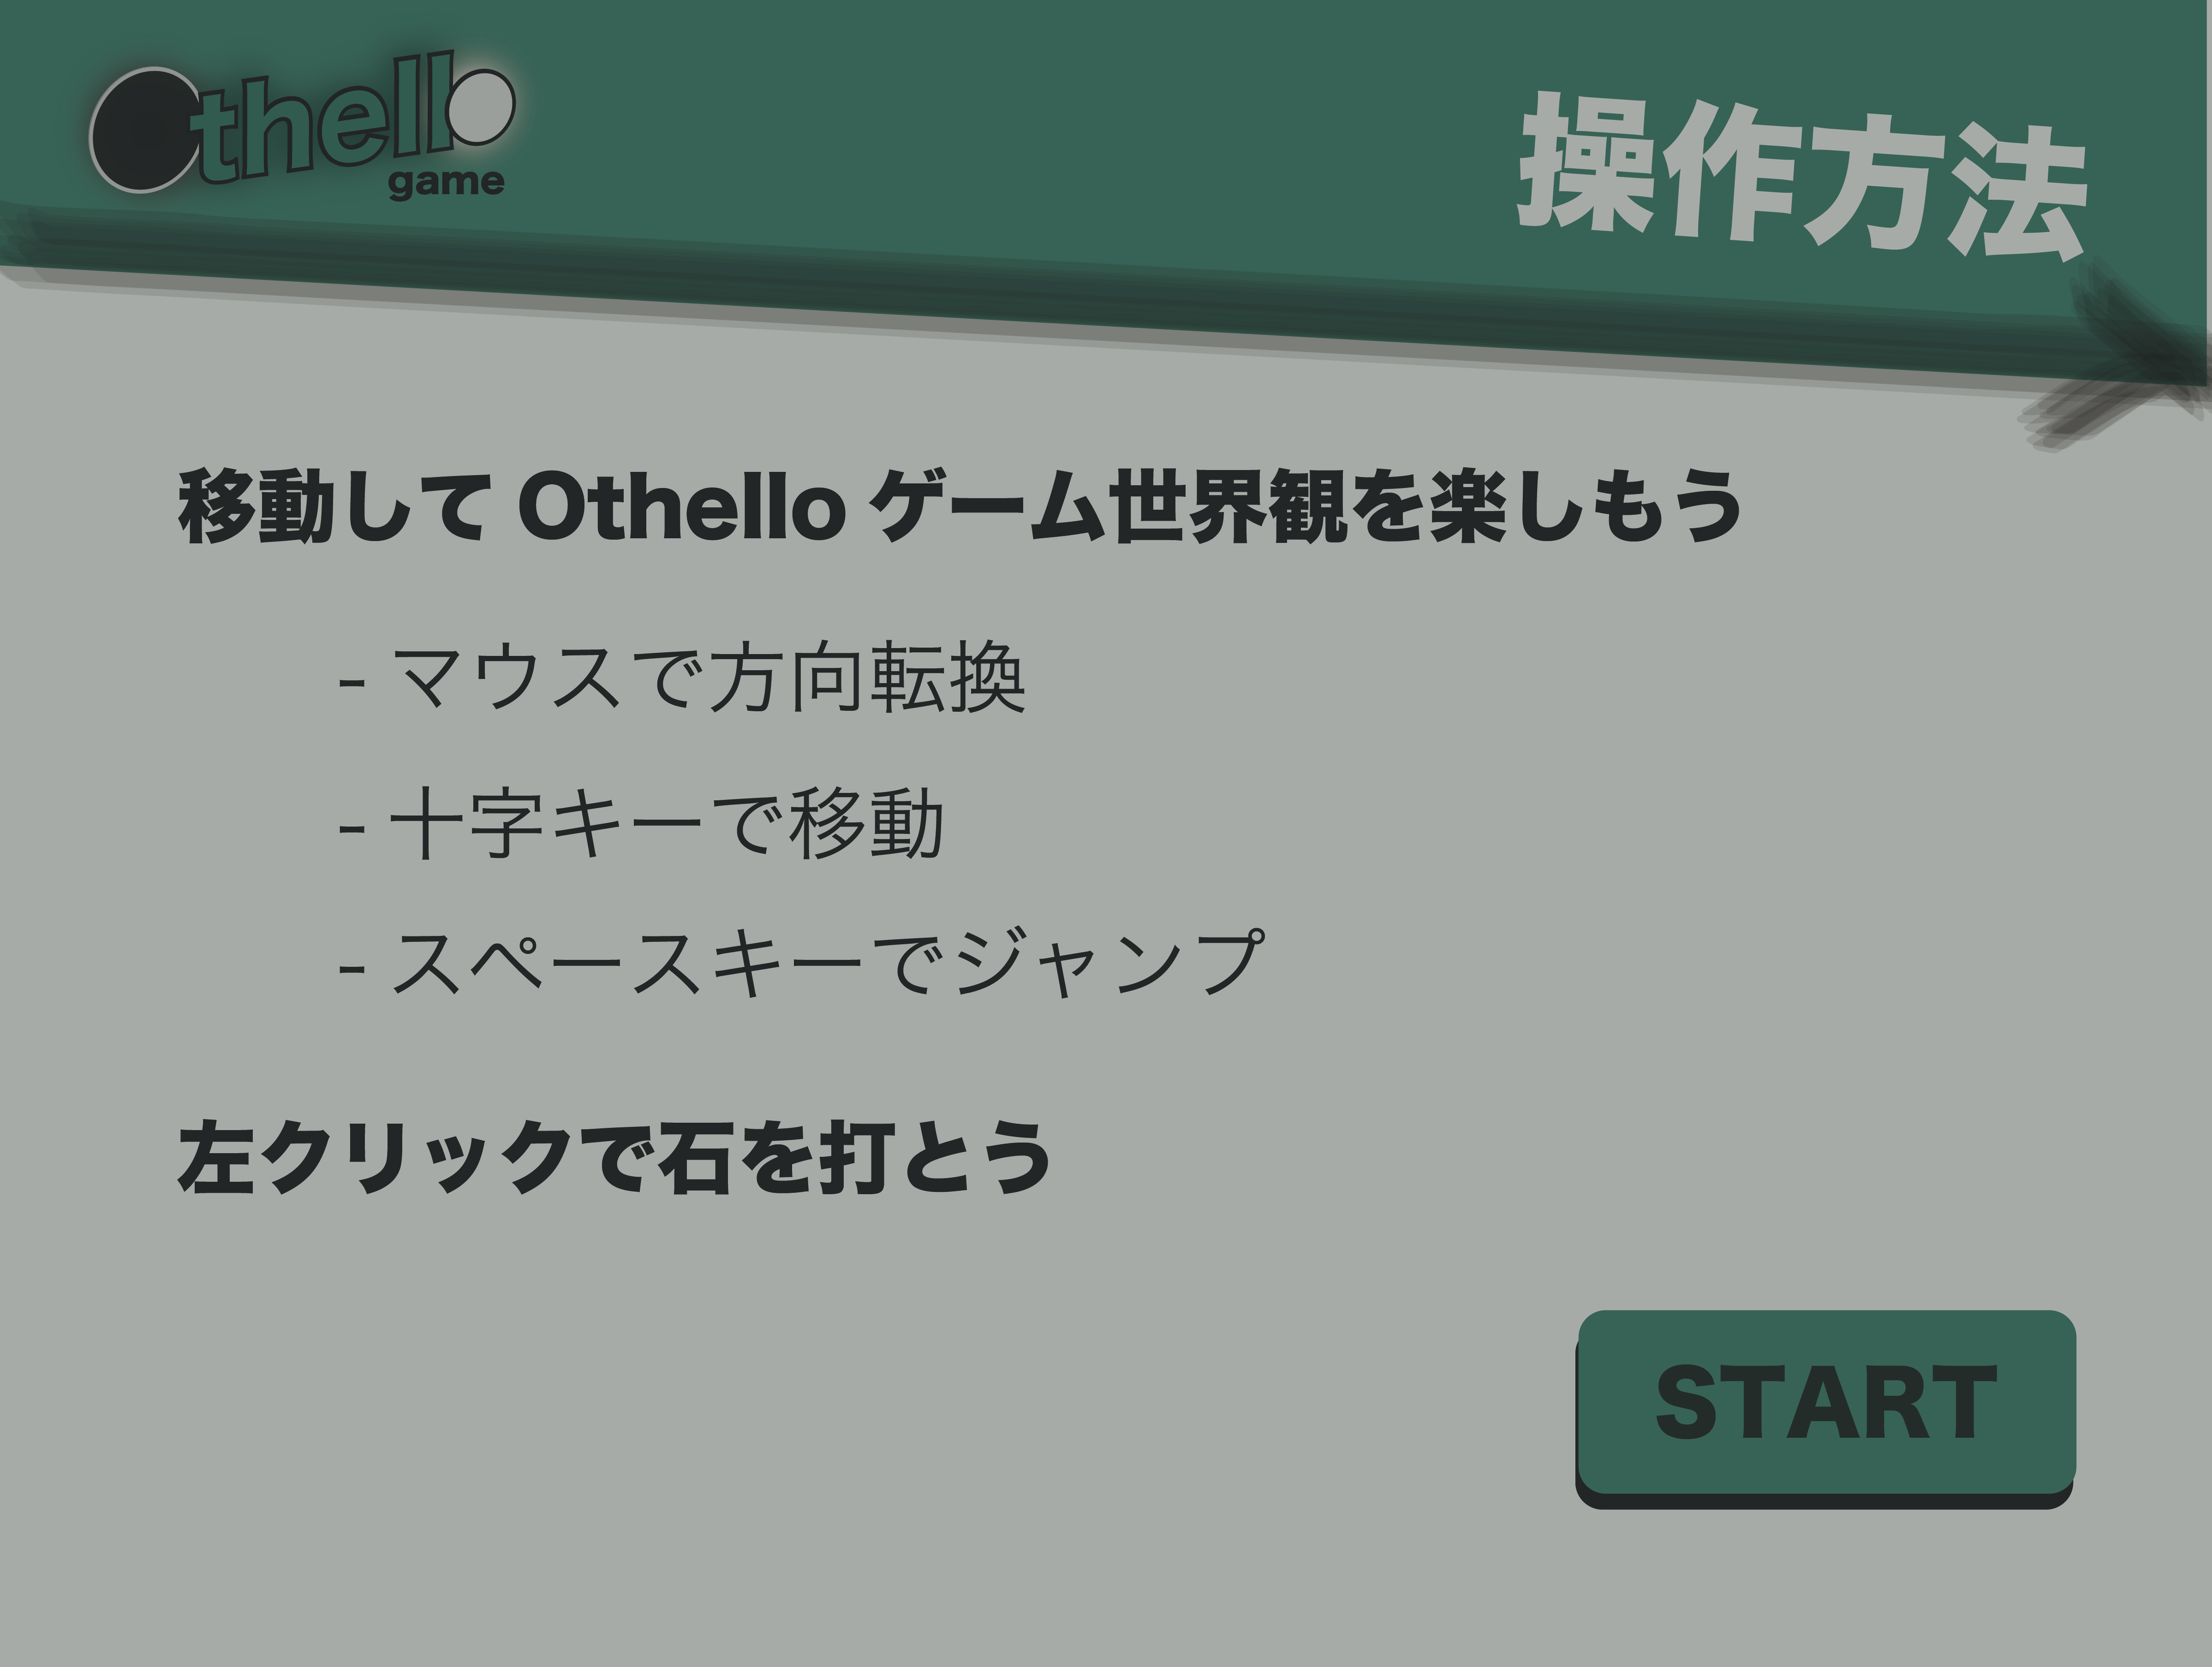 Othello
game
操作方法
移動して Othello ゲーム世界観を楽しもう
- マウスで方向転換
- 十字キーで移動
- スペースキーでジャンプ
左クリックで石を打とう
START